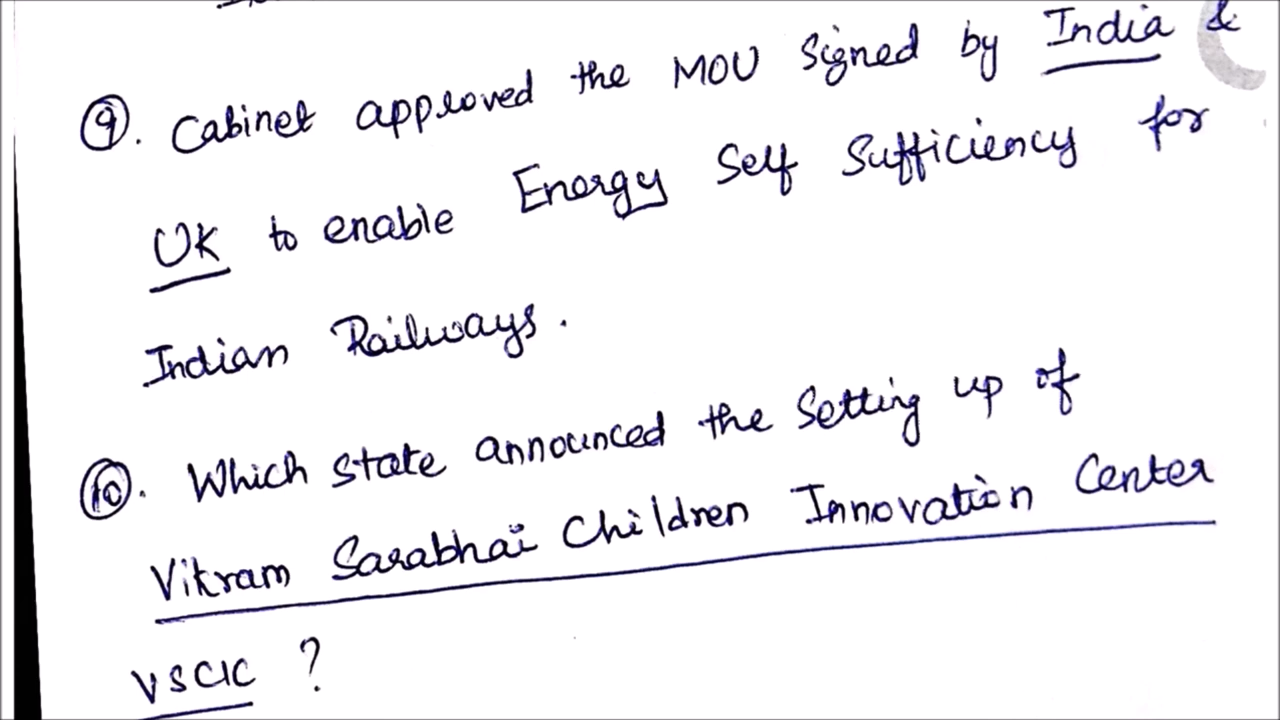 9. Cabinet approved the MOU Signed by India &
UK to enable Energy Self Sufficiency for
Indian Railways.
10. Which state announced the Setting up of
Vikram Sarabhai Children Innovation Center
VSCIC ?